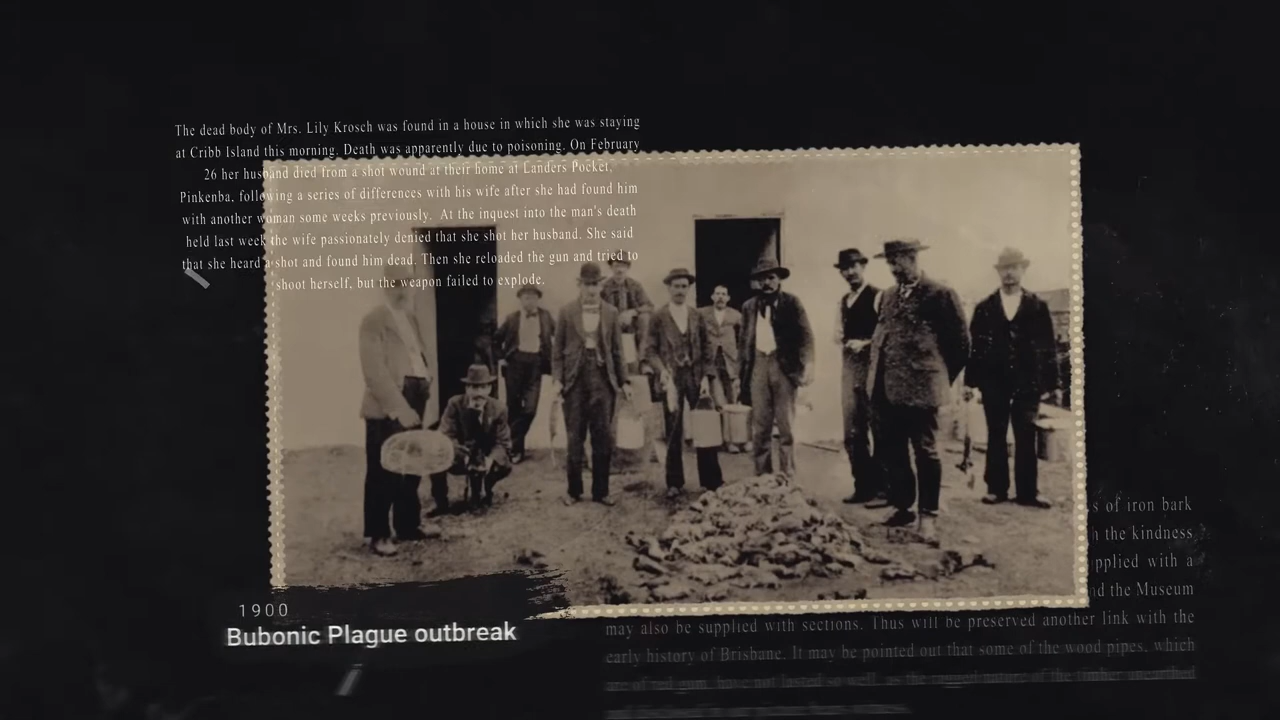 The dead body of Mrs. Lily Krosch was found in a house in which she was staying
at Cribb Island this morning. Death was apparently due to poisoning. On February
26 her husband died from a shot wound at their home at Landers Pocket,
Pinkenba, following a series of differences with his wife after she had found him
with another woman some weeks previously. At the inquest into the man's death
held last week the wife passionately denied that she shot her husband. She said
that she heard a shot and found him dead. Then she reloaded the gun and tried to
shoot herself, but the weapon failed to explode.
of iron bark
the kindness
with a
the Museum
1900
Bubonic Plague outbreak
may also be supplied with sections. Thus will be preserved another link with the
early history of Brisbane. It may be pointed out that some of the wood pipes, which